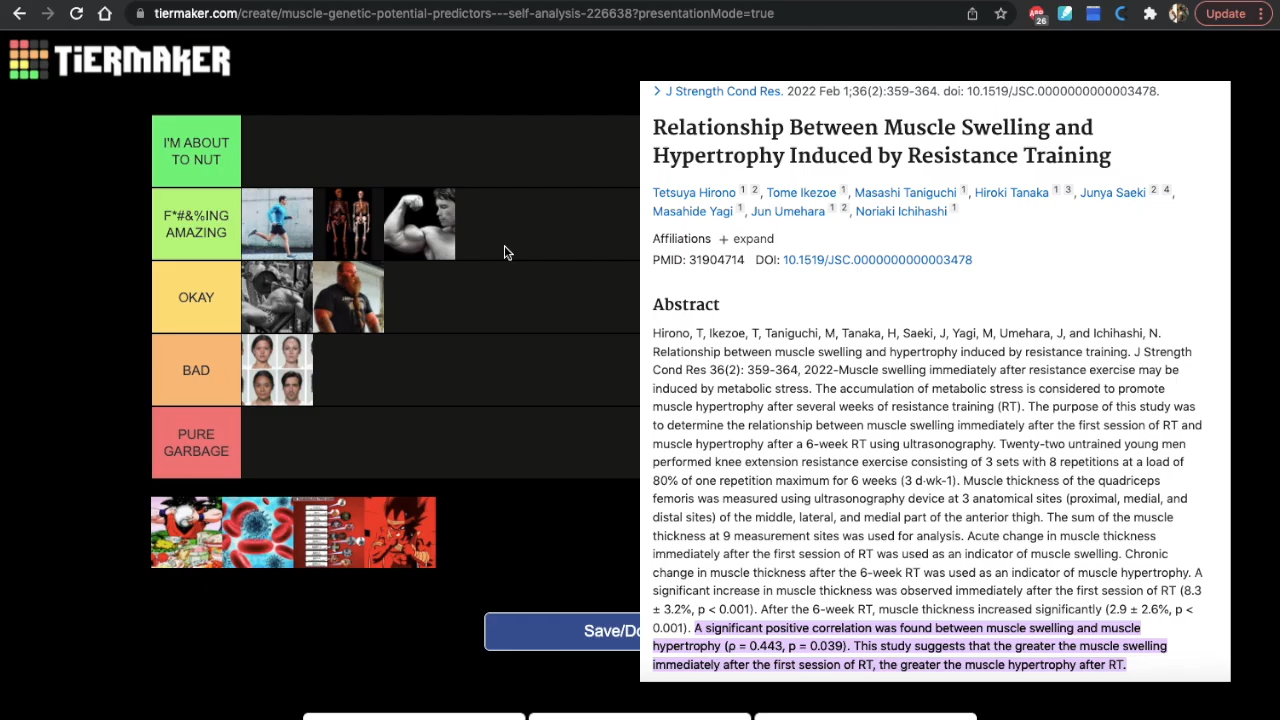 tiermaker.com/create/muscle-genetic-potential-predictors---self-analysis-226638?presentationMode=true
26
Update
TiERMAKER
I'M ABOUT
TO NUT
F*#&%ING
AMAZING
OKAY
BAD
PURE
GARBAGE
Save/Do
J Strength Cond Res. 2022 Feb 1;36(2):359-364. doi: 10.1519/JSC.0000000000003478.
Relationship Between Muscle Swelling and
Hypertrophy Induced by Resistance Training
Tetsuya Hirono 1 2, Tome Ikezoe 1, Masashi Taniguchi 1, Hiroki Tanaka 1 3, Junya Saeki 2 4,
Masahide Yagi 1, Jun Umehara 1 2, Noriaki Ichihashi 1
Affiliations + expand
PMID: 31904714 DOI: 10.1519/JSC.0000000000003478
Abstract
Hirono, T, Ikezoe, T, Taniguchi, M, Tanaka, H, Saeki, J, Yagi, M, Umehara, J, and Ichihashi, N.
Relationship between muscle swelling and hypertrophy induced by resistance training. J Strength
Cond Res 36(2): 359-364, 2022-Muscle swelling immediately after resistance exercise may be
induced by metabolic stress. The accumulation of metabolic stress is considered to promote
muscle hypertrophy after several weeks of resistance training (RT). The purpose of this study was
to determine the relationship between muscle swelling immediately after the first session of RT and
muscle hypertrophy after a 6-week RT using ultrasonography. Twenty-two untrained young men
performed knee extension resistance exercise consisting of 3 sets with 8 repetitions at a load of
80% of one repetition maximum for 6 weeks (3 d·wk-1). Muscle thickness of the quadriceps
femoris was measured using ultrasonography device at 3 anatomical sites (proximal, medial, and
distal sites) of the middle, lateral, and medial part of the anterior thigh. The sum of the muscle
thickness at 9 measurement sites was used for analysis. Acute change in muscle thickness
immediately after the first session of RT was used as an indicator of muscle swelling. Chronic
change in muscle thickness after the 6-week RT was used as an indicator of muscle hypertrophy. A
significant increase in muscle thickness was observed immediately after the first session of RT (8.3
± 3.2%, p < 0.001). After the 6-week RT, muscle thickness increased significantly (2.9 ± 2.6%, p <
0.001). A significant positive correlation was found between muscle swelling and muscle
hypertrophy (ρ = 0.443, p = 0.039). This study suggests that the greater the muscle swelling
immediately after the first session of RT, the greater the muscle hypertrophy after RT.